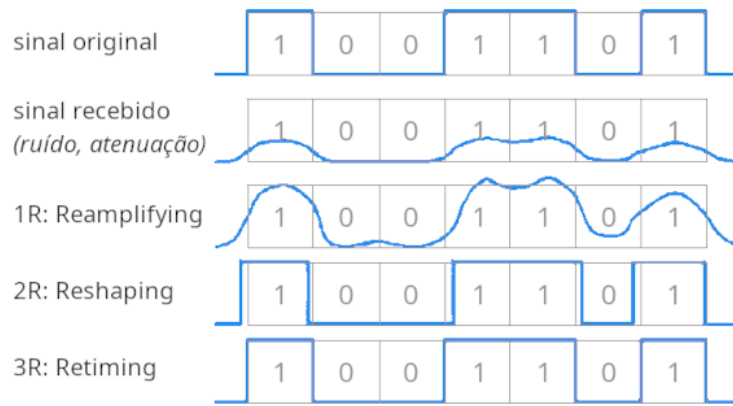 sinal original 1 0 0 1 1 0 1
sinal recebido
(ruído, atenuação) 1 0 0 1 1 0 1
1R: Reamplifying 1 0 0 1 1 0 1
2R: Reshaping 1 0 0 1 1 0 1
3R: Retiming 1 0 0 1 1 0 1